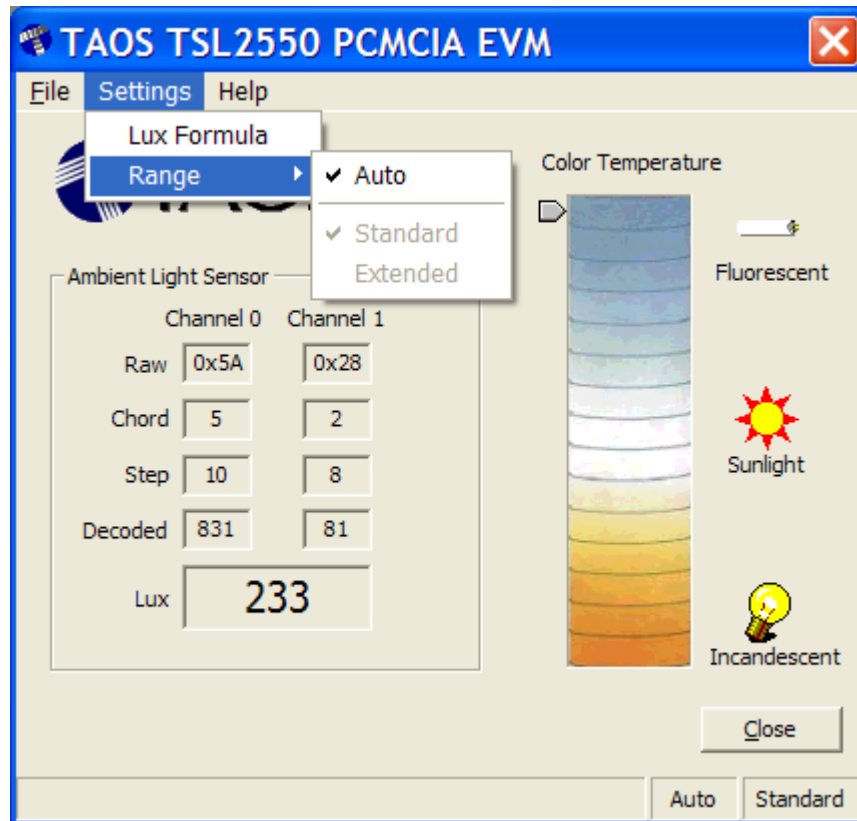 TAOS TSL2550 PCMCIA EVM
File Settings Help
Lux Formula
Range
Auto
Standard
Extended
Color Temperature
Fluorescent
Sunlight
Incandescent
Ambient Light Sensor
Channel 0 Channel 1
Raw 0x5A 0x28
Chord 5 2
Step 10 8
Decoded 831 81
Lux 233
Close
Auto Standard